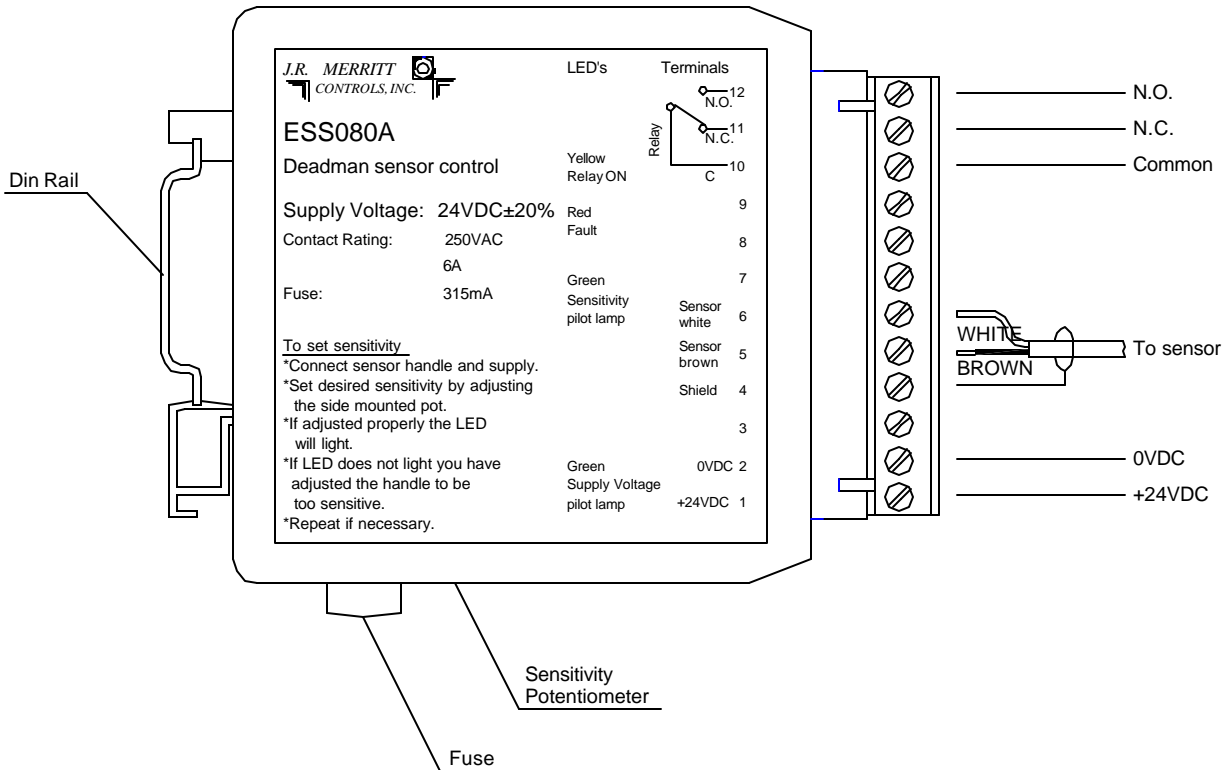 J.R. MERRITT
CONTROLS, INC.
ESS080A
Deadman sensor control
Supply Voltage: 24VDC±20%
Contact Rating: 250VAC
6A
Fuse: 315mA
To set sensitivity
*Connect sensor handle and supply.
*Set desired sensitivity by adjusting
the side mounted pot.
*If adjusted properly the LED
will light.
*If LED does not light you have
adjusted the handle to be
too sensitive.
*Repeat if necessary.
LED's
Yellow
Relay ON
Red
Fault
Green
Sensitivity
pilot lamp
Green
Supply Voltage
pilot lamp
Terminals
12
N.O.
11
N.C.
Relay
10
C
9
8
7
Sensor
white 6
Sensor
brown 5
Shield 4
3
0VDC 2
+24VDC 1
Din Rail
N.O.
N.C.
Common
WHITE
BROWN
To sensor
0VDC
+24VDC
Sensitivity
Potentiometer
Fuse